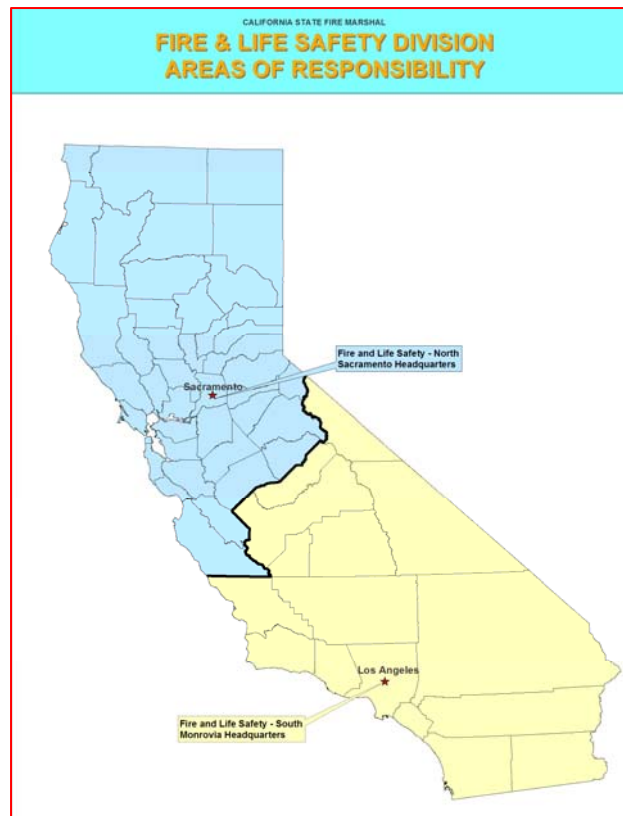 CALIFORNIA STATE FIRE MARSHAL
FIRE & LIFE SAFETY DIVISION
AREAS OF RESPONSIBILITY
Fire and Life Safety - North
Sacramento Headquarters
Sacramento
Los Angeles
Fire and Life Safety - South
Monrovia Headquarters